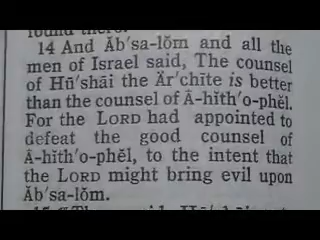 found there.
14 And Ăb´sa-lŏm and all the
men of Israel said, The counsel
of Hū´shāi the Är´chīte is better
than the counsel of Â-hĭth´o-phĕl.
For the LORD had appointed to
defeat the good counsel of
Â-hĭth´o-phĕl, to the intent that
the LORD might bring evil upon
Ăb´sa-lŏm.